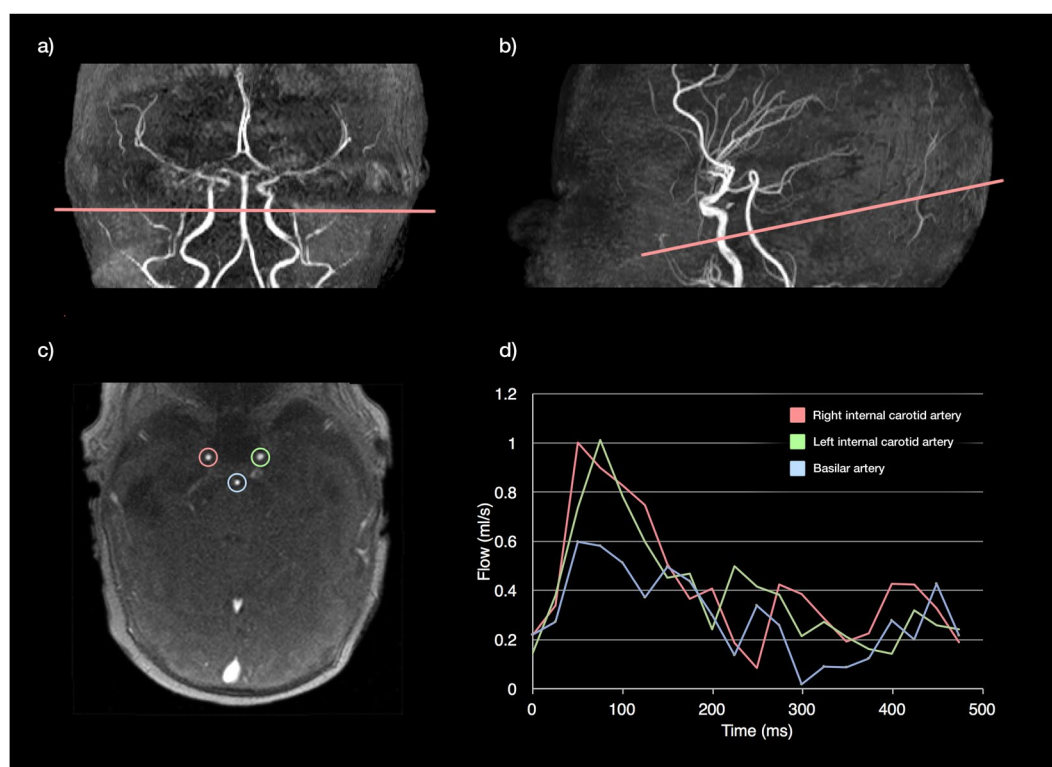 a)
b)
c)
d)
1.2
1
0.8
0.6
0.4
0.2
0
Flow (ml/s)
Right internal carotid artery
Left internal carotid artery
Basilar artery
0 100 200 300 400 500
Time (ms)